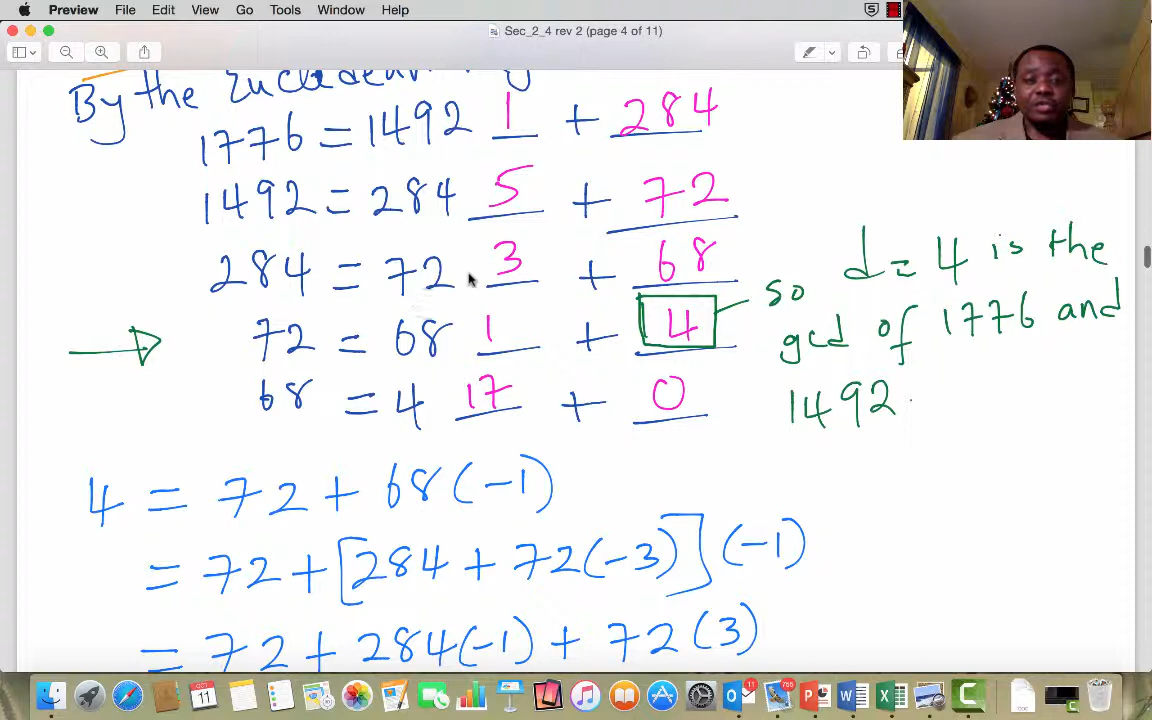 Preview File Edit View Go Tools Window Help
Sec_2_4 rev 2 (page 4 of 11)
By the
1776 = 1492 1 + 284
1492 = 284 5 + 72
284 = 72 3 + 68
72 = 68 1 + 4
68 = 4 17 + 0
so d = 4 is the
gcd of 1776 and
1492.
4 = 72 + 68(-1)
= 72 + [284 + 72(-3)](-1)
= 72 + 284(-1) + 72(3)